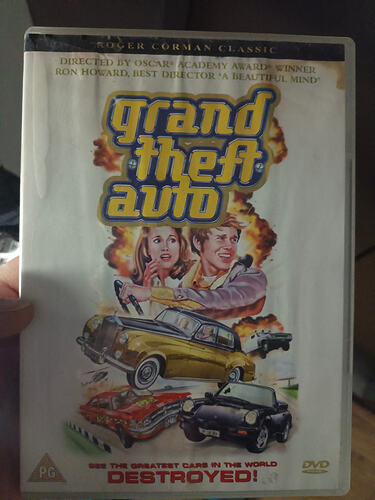 ROGER CORMAN CLASSIC
DIRECTED BY OSCAR® ACADEMY AWARD® WINNER
RON HOWARD, BEST DIRECTOR 'A BEAUTIFUL MIND'
grand
theft
auto
SEE THE GREATEST CARS IN THE WORLD
DESTROYED!
PG
DVD